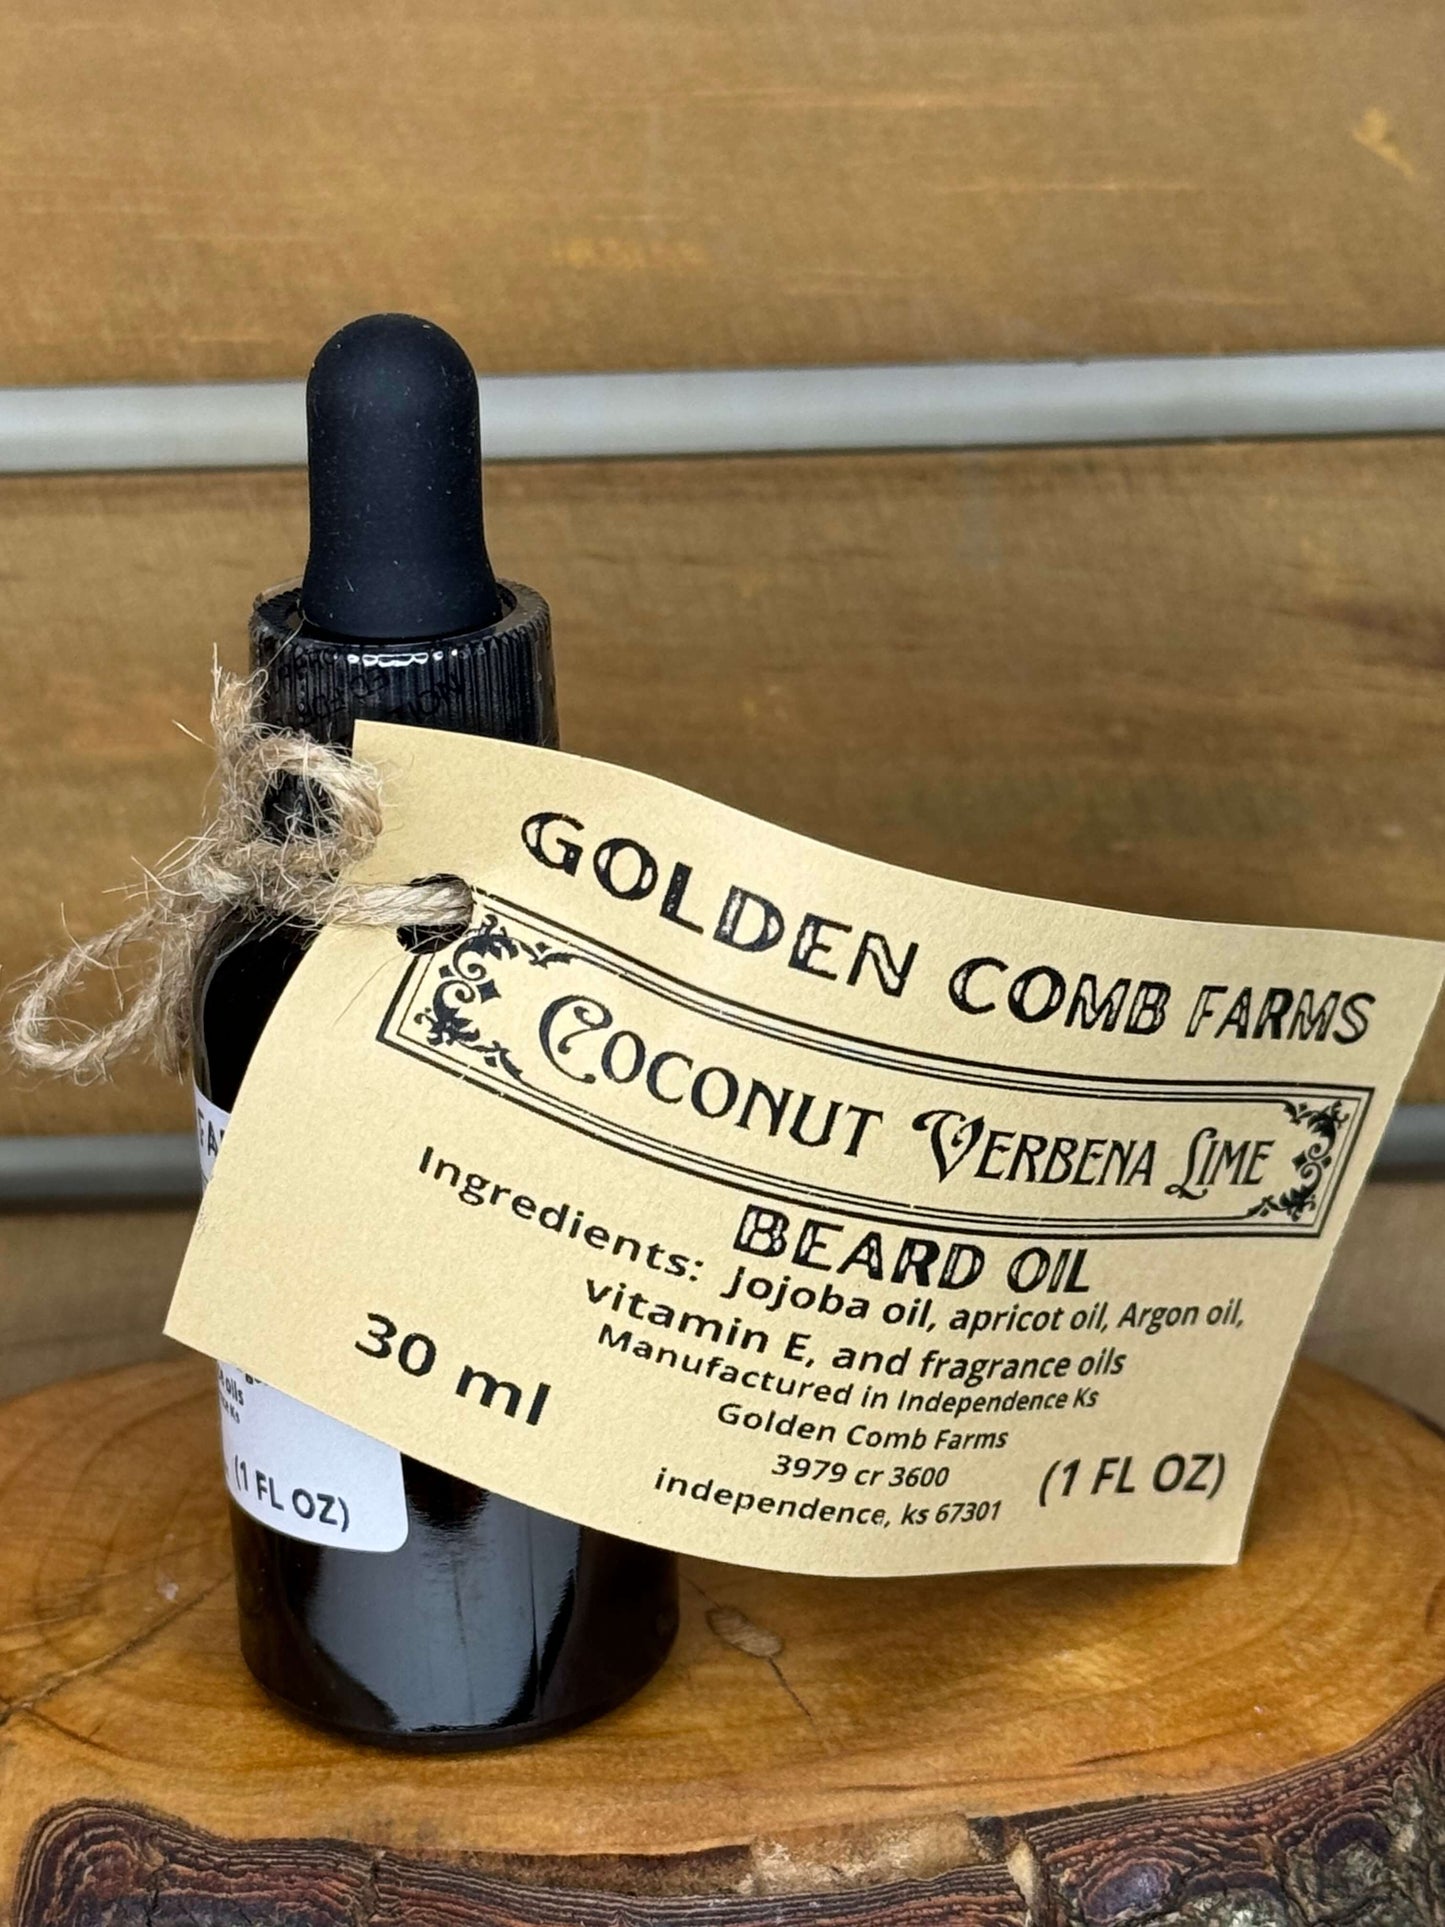 GOLDEN COMB FARMS
COCONUT VERBENA LIME
BEARD OIL
Ingredients: Jojoba oil, apricot oil, Argon oil,
vitamin E, and fragrance oils
Manufactured in Independence Ks
Golden Comb Farms
3979 cr 3600
independence, ks 67301
30 ml
(1 FL OZ)
oils
Ks
(1 FL OZ)